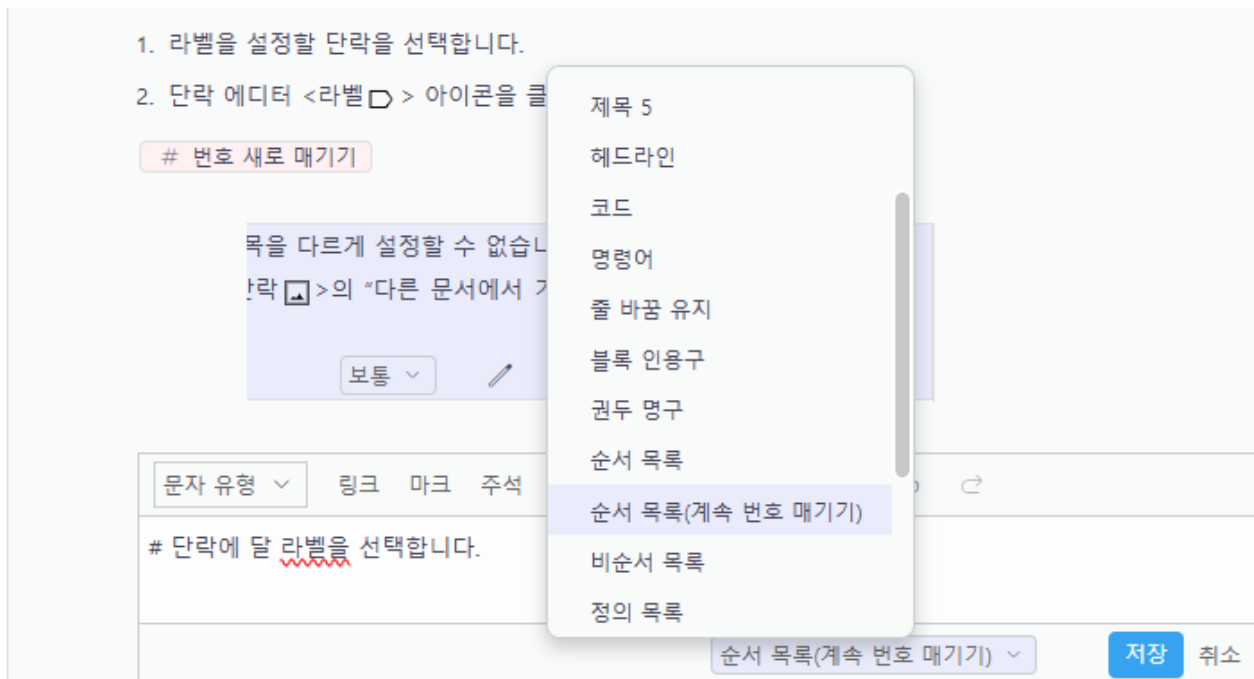 1. 라벨을 설정할 단락을 선택합니다.
2. 단락 에디터 <라벨 > 아이콘을 클
# 번호 새로 매기기
목을 다르게 설정할 수 없습니
>의 "다른 문서에서
보통
문자 유형 링크 마크 주석
# 단락에 달 라벨을 선택합니다.
제목 5
헤드라인
코드
명령어
줄 바꿈 유지
블록 인용구
권두 명구
순서 목록
순서 목록(계속 번호 매기기)
비순서 목록
정의 목록
순서 목록(계속 번호 매기기) 저장 취소